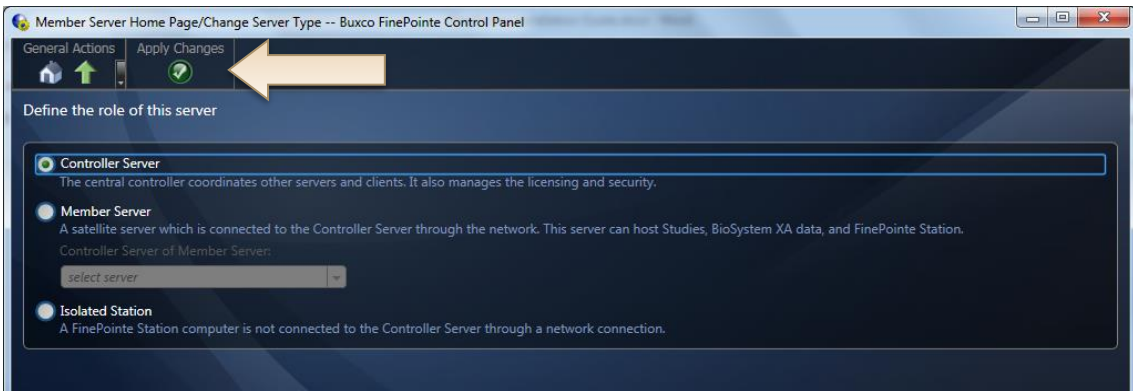 Member Server Home Page/Change Server Type -- Buxco FinePointe Control Panel
General Actions
Apply Changes
Define the role of this server
Controller Server
The central controller coordinates other servers and clients. It also manages the licensing and security.
Member Server
A satellite server which is connected to the Controller Server through the network. This server can host Studies, BioSystem XA data, and FinePointe Station.
Controller Server of Member Server:
select server
Isolated Station
A FinePointe Station computer is not connected to the Controller Server through a network connection.